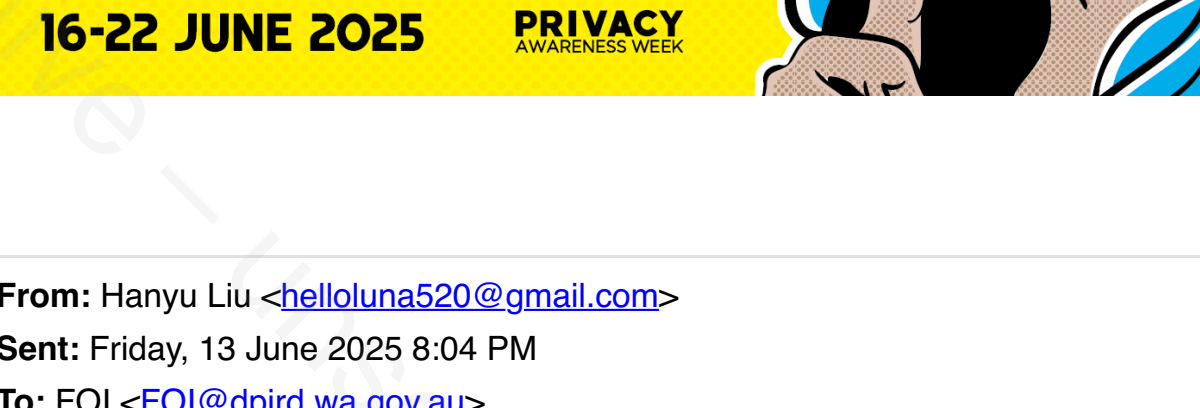 16-22 JUNE 2025
PRIVACY
AWARENESS WEEK
From: Hanyu Liu <helloluna520@gmail.com>
Sent: Friday, 13 June 2025 8:04 PM
To: FOI <FOI@dpird.wa.gov.au>